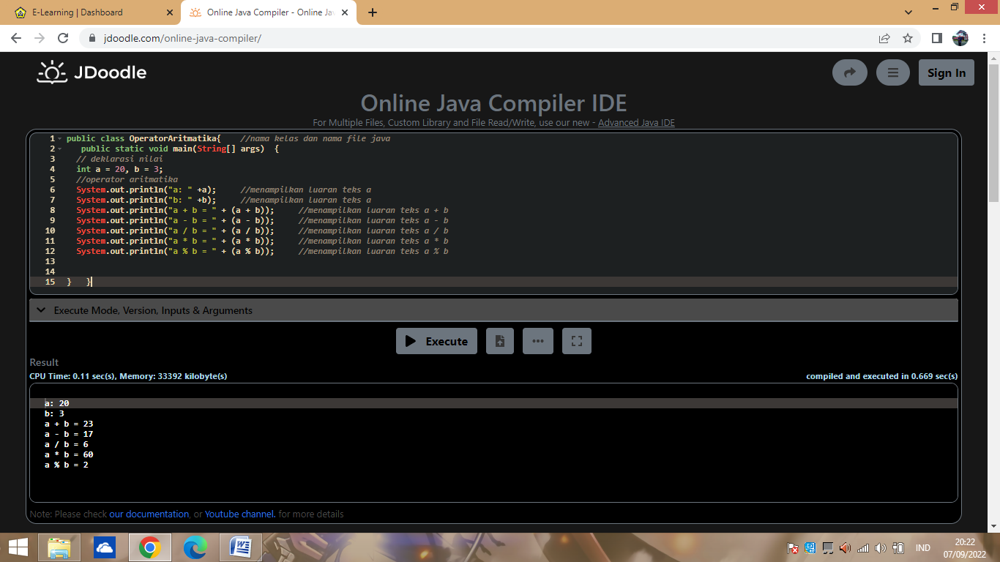 E-Learning | Dashboard
Online Java Compiler - Online Jav
jdoodle.com/online-java-compiler/
JDoodle
Sign In
Online Java Compiler IDE
For Multiple Files, Custom Library and File Read/Write, use our new - Advanced Java IDE
1 public class OperatorAritmatika{    //nama kelas dan nama file java
2    public static void main(String[] args)  {
3   // deklarasi nilai
4   int a = 20, b = 3;
5   //operator aritmatika
6   System.out.println("a: " +a);     //menampilkan luaran teks a
7   System.out.println("b: " +b);     //menampilkan luaran teks a
8   System.out.println("a + b = " + (a + b));     //menampilkan luaran teks a + b
9   System.out.println("a - b = " + (a - b));     //menampilkan luaran teks a - b
10   System.out.println("a / b = " + (a / b));     //menampilkan luaran teks a / b
11   System.out.println("a * b = " + (a * b));     //menampilkan luaran teks a * b
12   System.out.println("a % b = " + (a % b));     //menampilkan luaran teks a % b
13
14
15 }   }
Execute Mode, Version, Inputs & Arguments
Execute
Result
CPU Time: 0.11 sec(s), Memory: 33392 kilobyte(s)
compiled and executed in 0.669 sec(s)
a: 20
b: 3
a + b = 23
a - b = 17
a / b = 6
a * b = 60
a % b = 2
Note: Please check our documentation, or Youtube channel. for more details
IND
20:22
07/09/2022